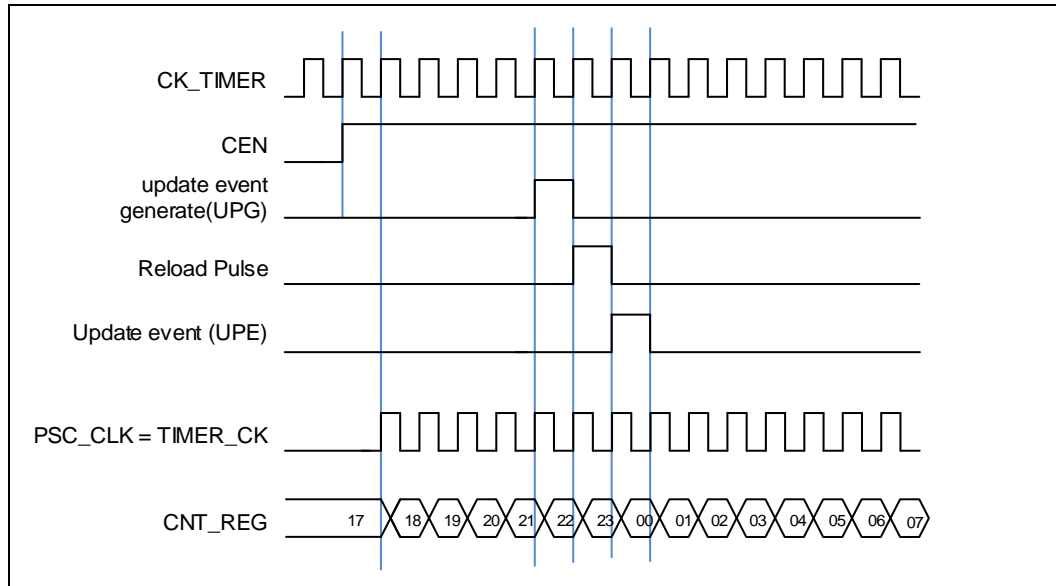 CK_TIMER
CEN
update event
generate(UPG)
Reload Pulse
Update event (UPE)
PSC_CLK = TIMER_CK
CNT_REG 17 18 19 20 21 22 23 00 01 02 03 04 05 06 07